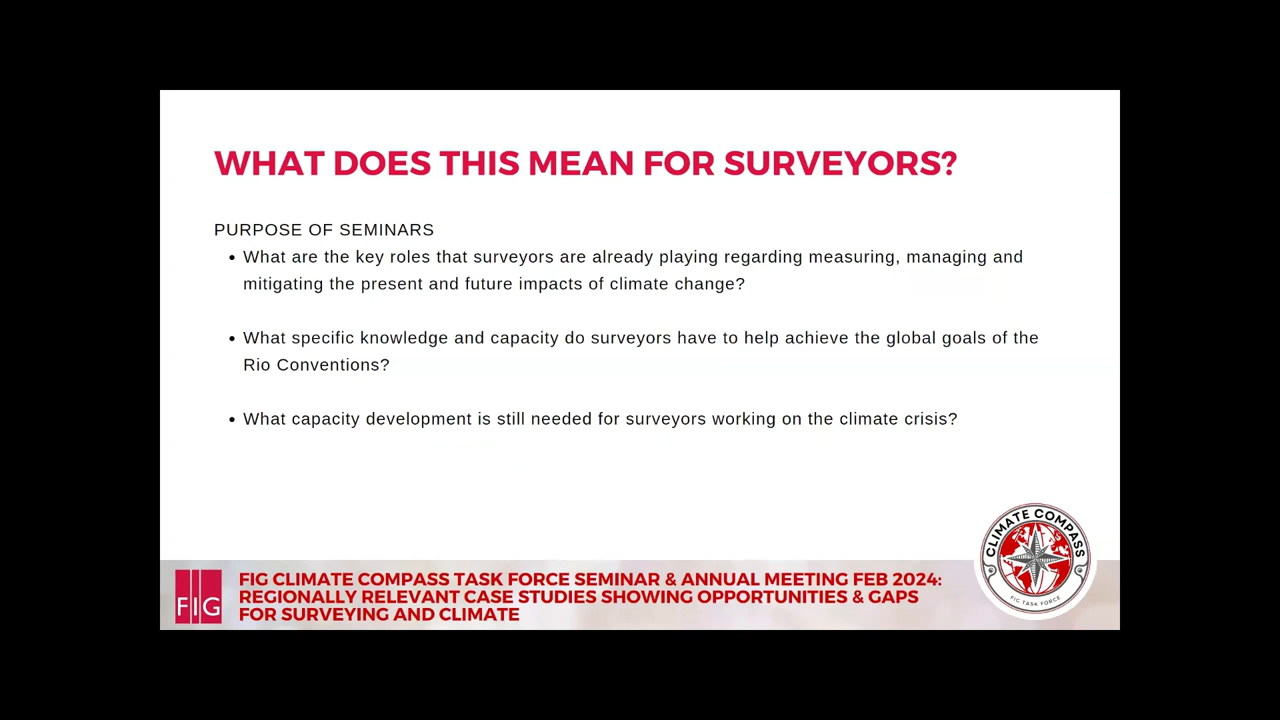 WHAT DOES THIS MEAN FOR SURVEYORS?
PURPOSE OF SEMINARS
• What are the key roles that surveyors are already playing regarding measuring, managing and
mitigating the present and future impacts of climate change?
• What specific knowledge and capacity do surveyors have to help achieve the global goals of the
Rio Conventions?
• What capacity development is still needed for surveyors working on the climate crisis?
CLIMATE COMPASS
FIG TASK FORCE
FIG
FIG CLIMATE COMPASS TASK FORCE SEMINAR & ANNUAL MEETING FEB 2024:
REGIONALLY RELEVANT CASE STUDIES SHOWING OPPORTUNITIES & GAPS
FOR SURVEYING AND CLIMATE